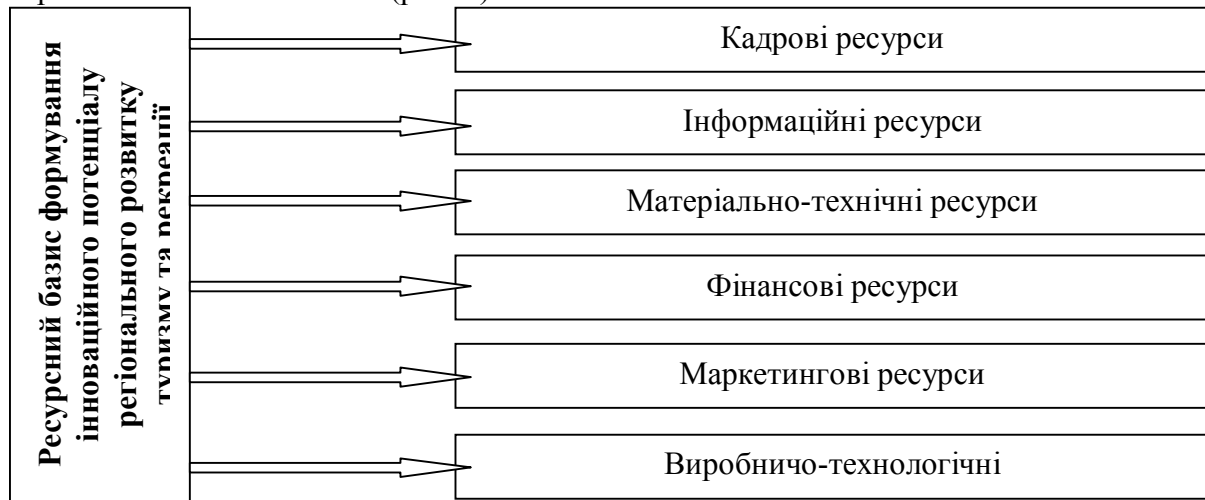 Ресурсний базис формування
інноваційного потенціалу
регіонального розвитку
туризму та рекреації
Кадрові ресурси
Інформаційні ресурси
Матеріально-технічні ресурси
Фінансові ресурси
Маркетингові ресурси
Виробничо-технологічні